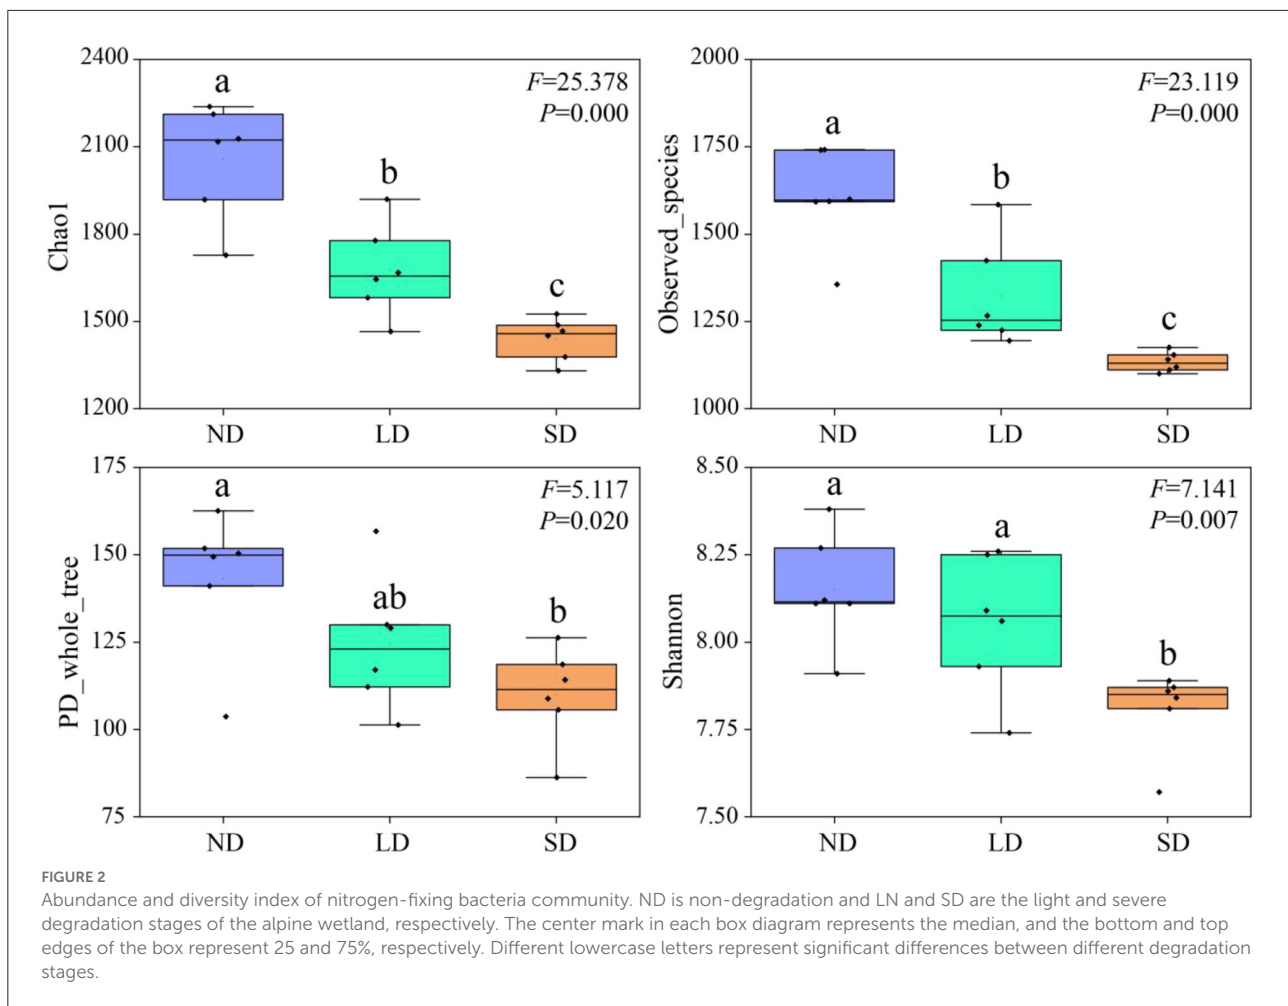 2400
2100
1800
1500
1200
Chao1
a
b
c
F=25.378
P=0.000
ND
LD
SD
2000
1750
1500
1250
1000
Observed_species
a
b
c
F=23.119
P=0.000
ND
LD
SD
175
150
125
100
75
PD_whole_tree
a
ab
b
F=5.117
P=0.020
ND
LD
SD
8.50
8.25
8.00
7.75
7.50
Shannon
a
a
b
F=7.141
P=0.007
ND
LD
SD
FIGURE 2
Abundance and diversity index of nitrogen-fixing bacteria community. ND is non-degradation and LN and SD are the light and severe
degradation stages of the alpine wetland, respectively. The center mark in each box diagram represents the median, and the bottom and top
edges of the box represent 25 and 75%, respectively. Different lowercase letters represent significant differences between different degradation
stages.